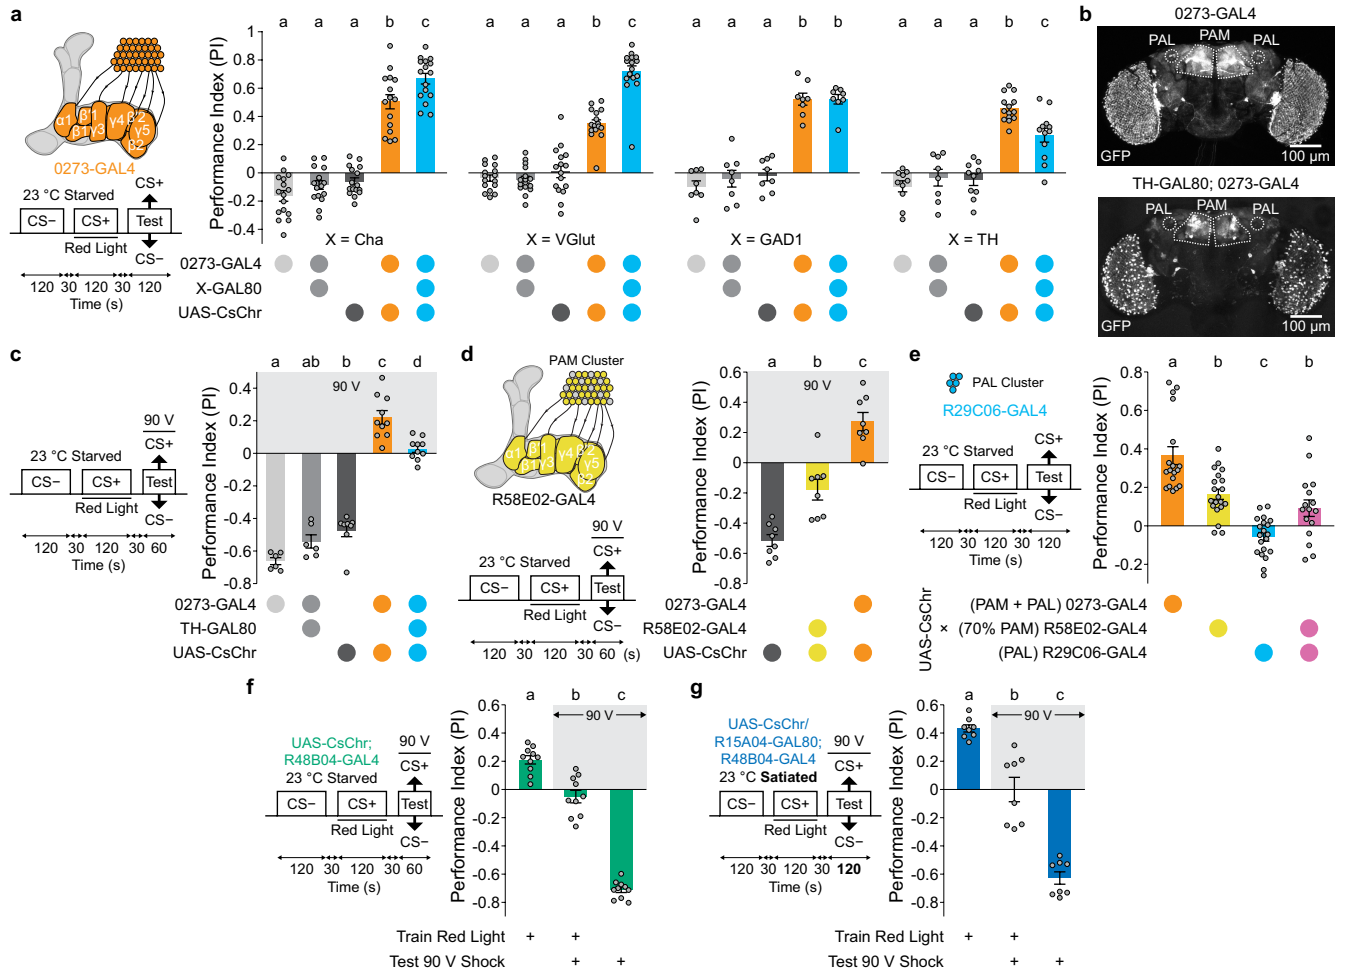 a
0273-GAL4
α1
β'1
β1
γ3
γ4
β'2
γ5
β2
23 °C Starved
CS−
CS+
Test
CS+
CS−
Red Light
120 30 120 30 120
Time (s)
Performance Index (PI)
1
0.8
0.6
0.4
0.2
0
-0.2
-0.4
a a a b c
a a a b c
a a a b b
a a a b c
X = Cha
X = VGlut
X = GAD1
X = TH
0273-GAL4
X-GAL80
UAS-CsChr
b
0273-GAL4
PAL PAM PAL
GFP
100 µm
TH-GAL80; 0273-GAL4
PAL PAM PAL
GFP
100 µm
c
23 °C Starved
CS−
CS+
Test
90 V
CS+
CS−
Red Light
120 30 120 30 60
Time (s)
Performance Index (PI)
0.4
0.2
0
-0.2
-0.4
-0.6
-0.8
a ab b c d
90 V
0273-GAL4
TH-GAL80
UAS-CsChr
d
PAM Cluster
α1
β'1
β1
γ3
γ4
β'2
γ5
β2
R58E02-GAL4
23 °C Starved
CS−
CS+
Test
90 V
CS+
CS−
Red Light
120 30 120 30 60 (s)
Time (s)
Performance Index (PI)
0.6
0.4
0.2
0
-0.2
-0.4
-0.6
-0.8
a b c
90 V
0273-GAL4
R58E02-GAL4
UAS-CsChr
e
PAL Cluster
R29C06-GAL4
23 °C Starved
CS−
CS+
Test
CS+
CS−
Red Light
120 30 120 30 120
Time (s)
Performance Index (PI)
0.8
0.6
0.4
0.2
0
-0.2
a b c b
UAS-CsChr
×
(PAM + PAL) 0273-GAL4
(70% PAM) R58E02-GAL4
(PAL) R29C06-GAL4
f
UAS-CsChr;
R48B04-GAL4
23 °C Starved
CS−
CS+
Test
90 V
CS+
CS−
Red Light
120 30 120 30 60
Time (s)
Performance Index (PI)
0.6
0.4
0.2
0
-0.2
-0.4
-0.6
-0.8
a b c
90 V
Train Red Light + +
Test 90 V Shock + +
g
UAS-CsChr/
R15A04-GAL80;
R48B04-GAL4
23 °C Satiated
CS−
CS+
Test
90 V
CS+
CS−
Red Light
120 30 120 30 120
Time (s)
Performance Index (PI)
0.6
0.4
0.2
0
-0.2
-0.4
-0.6
-0.8
a b c
90 V
Train Red Light + +
Test 90 V Shock + +